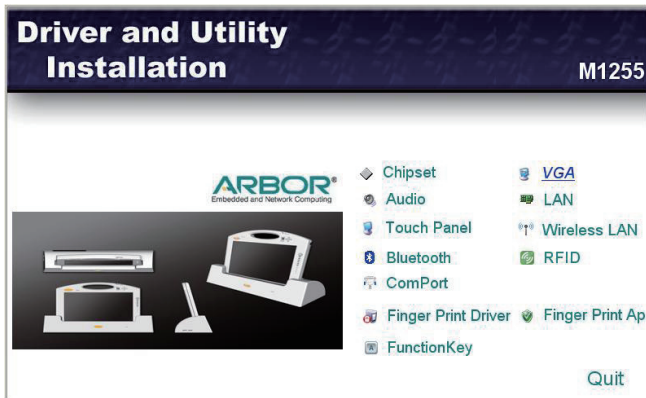 Driver and Utility
Installation
M1255
ARBOR®
Embedded and Network Computing
Chipset
VGA
Audio
LAN
Touch Panel
Wireless LAN
Bluetooth
RFID
ComPort
Finger Print Driver
Finger Print Ap
FunctionKey
Quit